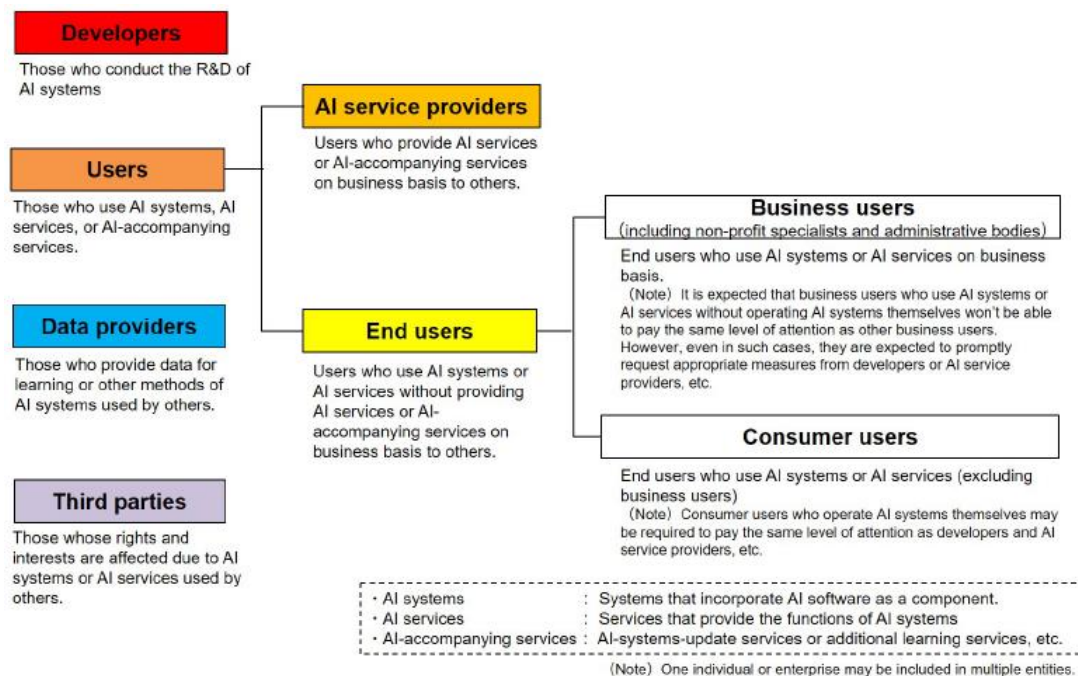 Developers
Those who conduct the R&D of
AI systems
Users
Those who use AI systems, AI
services, or AI-accompanying
services.
Data providers
Those who provide data for
learning or other methods of
AI systems used by others.
Third parties
Those whose rights and
interests are affected due to AI
systems or AI services used by
others.
AI service providers
Users who provide AI services
or AI-accompanying services
on business basis to others.
End users
Users who use AI systems or
AI services without providing
AI services or AI-
accompanying services on
business basis to others.
Business users
(including non-profit specialists and administrative bodies)
End users who use AI systems or AI services on business
basis.
(Note) It is expected that business users who use AI systems or
AI services without operating AI systems themselves won't be able
to pay the same level of attention as other business users.
However, even in such cases, they are expected to promptly
request appropriate measures from developers or AI service
providers, etc.
Consumer users
End users who use AI systems or AI services (excluding
business users)
(Note) Consumer users who operate AI systems themselves may
be required to pay the same level of attention as developers and AI
service providers, etc.
・AI systems : Systems that incorporate AI software as a component.
・AI services : Services that provide the functions of AI systems
・AI-accompanying services : AI-systems-update services or additional learning services, etc.
(Note) One individual or enterprise may be included in multiple entities.